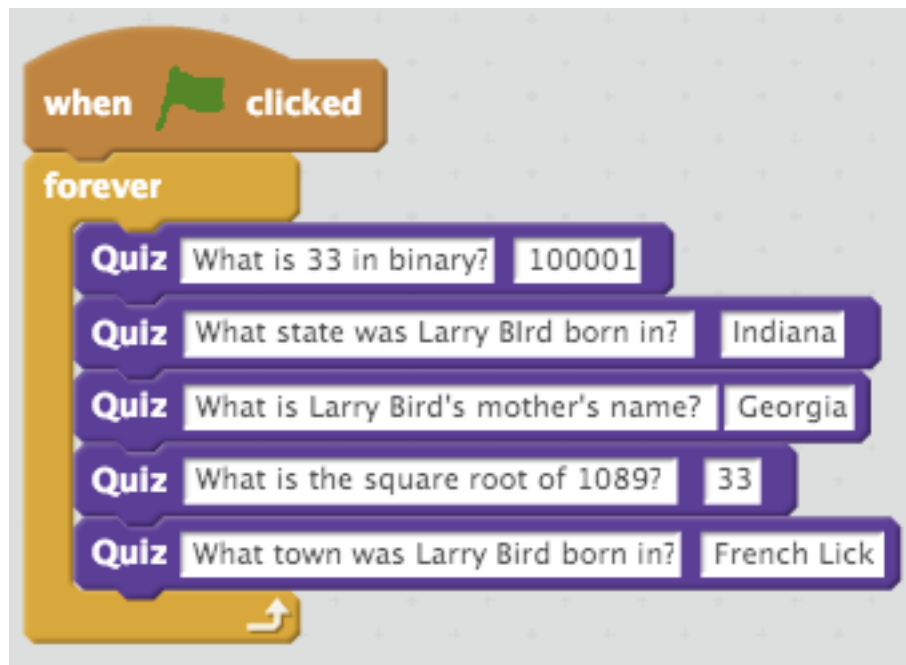 when clicked
forever
Quiz What is 33 in binary? 100001
Quiz What state was Larry BIrd born in? Indiana
Quiz What is Larry Bird's mother's name? Georgia
Quiz What is the square root of 1089? 33
Quiz What town was Larry Bird born in? French Lick